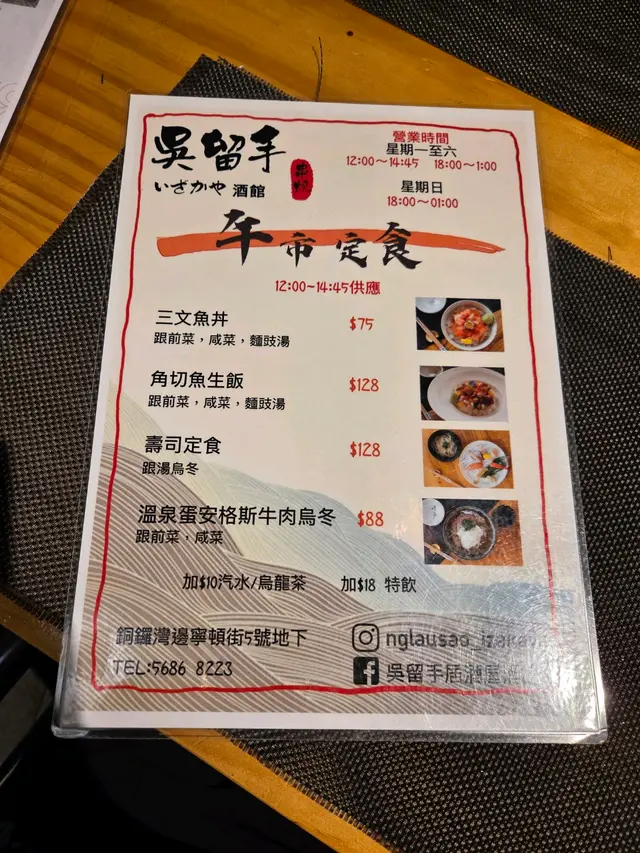 吳留手
串燒
いざかや 酒館
營業時間
星期一至六
12:00～14:45 18:00～1:00
星期日
18:00～01:00
午市定食
12:00~14:45供應
三文魚丼 $75
跟前菜，咸菜，麵豉湯
角切魚生飯 $128
跟前菜，咸菜，麵豉湯
壽司定食 $128
跟湯烏冬
溫泉蛋安格斯牛肉烏冬 $88
跟前菜，咸菜
加$10汽水/烏龍茶 加$18 特飲
銅鑼灣邊寧頓街5號地下
TEL:5686 8223
nglausao_izakay
吳留手居酒屋